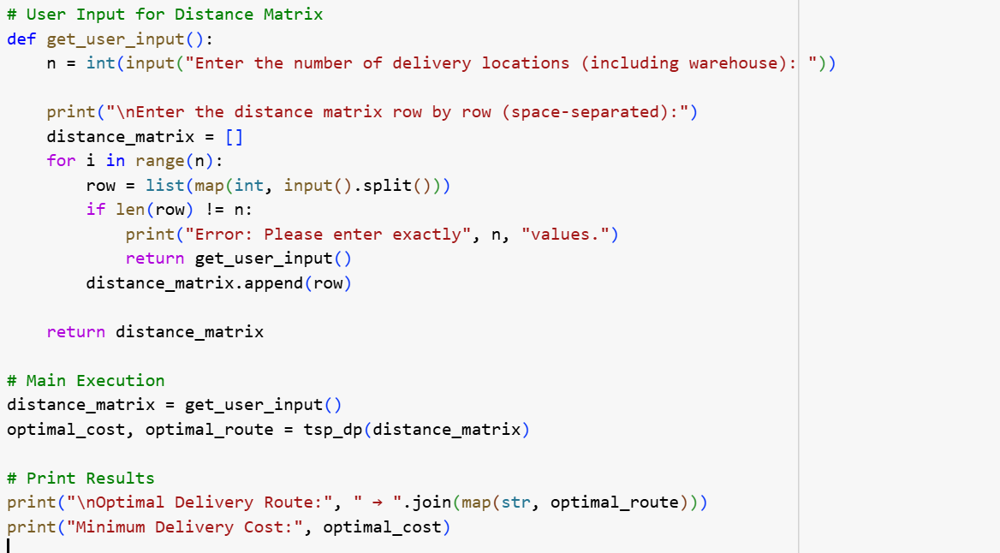 # User Input for Distance Matrix
def get_user_input():
    n = int(input("Enter the number of delivery locations (including warehouse): "))
    print("\nEnter the distance matrix row by row (space-separated):")
    distance_matrix = []
    for i in range(n):
        row = list(map(int, input().split()))
        if len(row) != n:
            print("Error: Please enter exactly", n, "values.")
            return get_user_input()
        distance_matrix.append(row)
    return distance_matrix
# Main Execution
distance_matrix = get_user_input()
optimal_cost, optimal_route = tsp_dp(distance_matrix)
# Print Results
print("\nOptimal Delivery Route:", " → ".join(map(str, optimal_route)))
print("Minimum Delivery Cost:", optimal_cost)